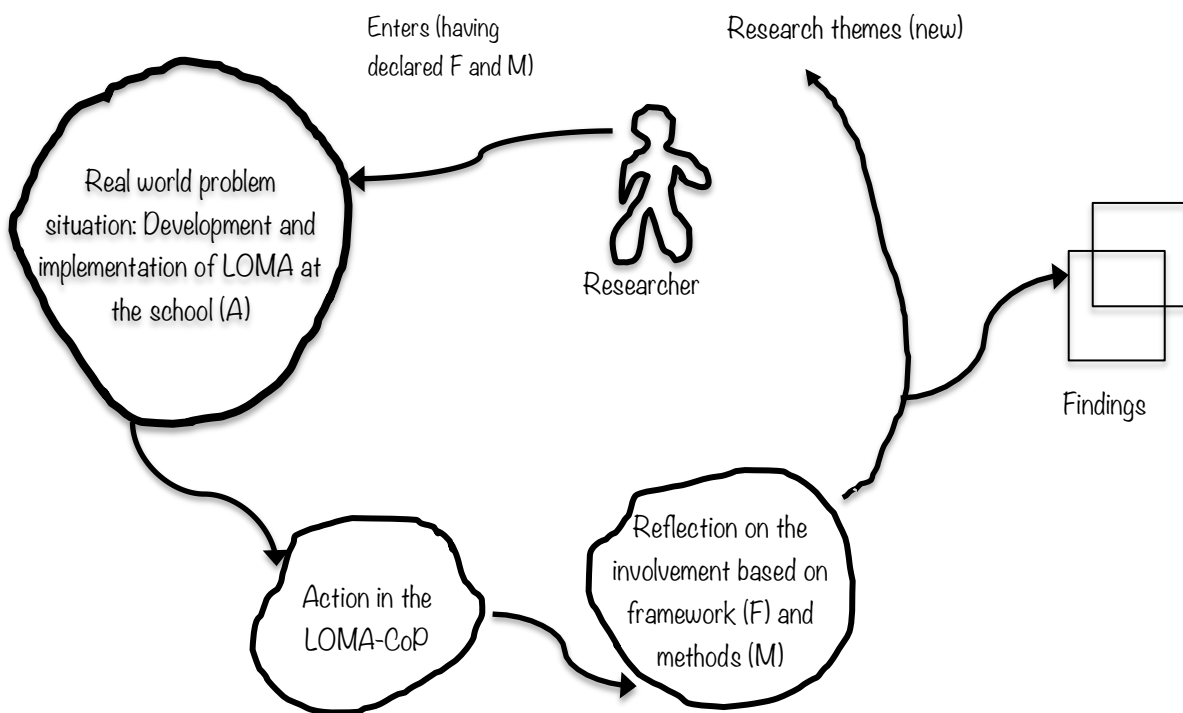 Enters (having
declared F and M)
Research themes (new)
Real world problem
situation: Development and
implementation of LOMA at
the school (A)
Researcher
Findings
Action in the
LOMA-CoP
Reflection on the
involvement based on
framework (F) and
methods (M)